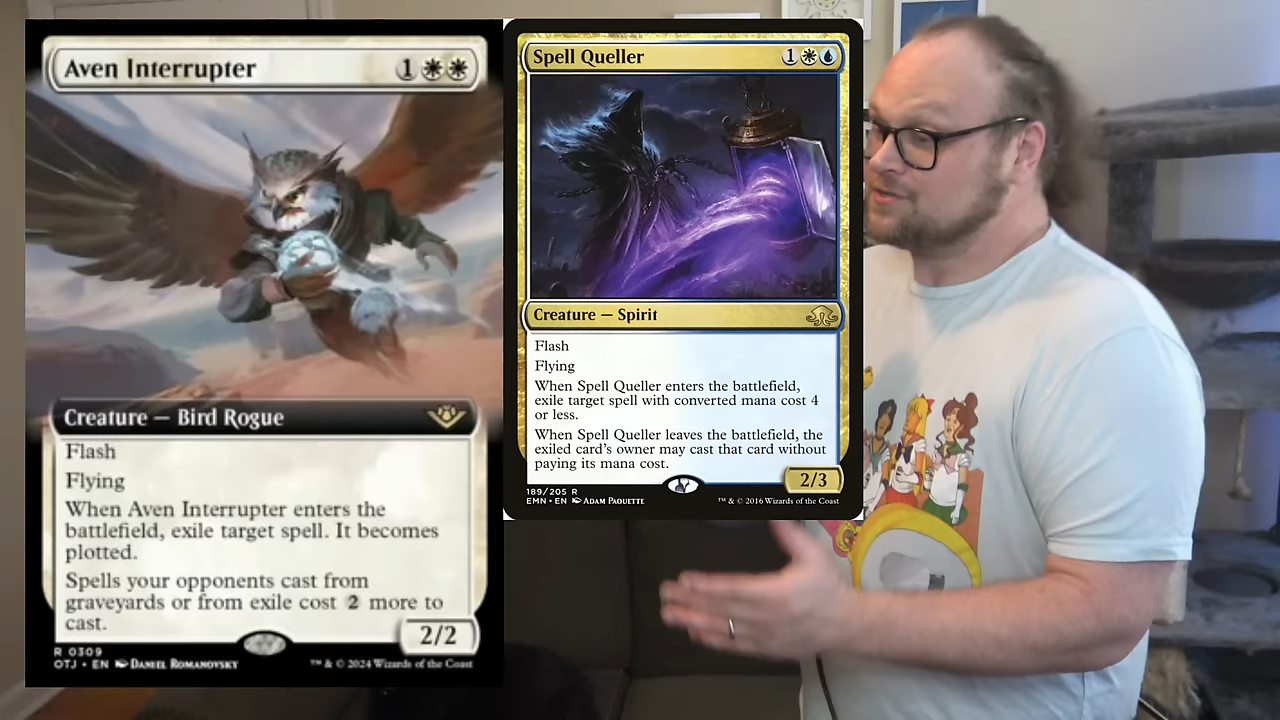 Aven Interrupter 1
Creature — Bird Rogue
Flash
Flying
When Aven Interrupter enters the
battlefield, exile target spell. It becomes
plotted.
Spells your opponents cast from
graveyards or from exile cost 2 more to
cast.
2/2
R 0309
OTJ • EN DANIEL ROMANOVSKY
™ & © 2024 Wizards of the Coast
Spell Queller 1
Creature — Spirit
Flash
Flying
When Spell Queller enters the battlefield,
exile target spell with converted mana cost 4
or less.
When Spell Queller leaves the battlefield, the
exiled card's owner may cast that card without
paying its mana cost.
2/3
189/205 R
EMN • EN ADAM PAQUETTE
™ & © 2016 Wizards of the Coast